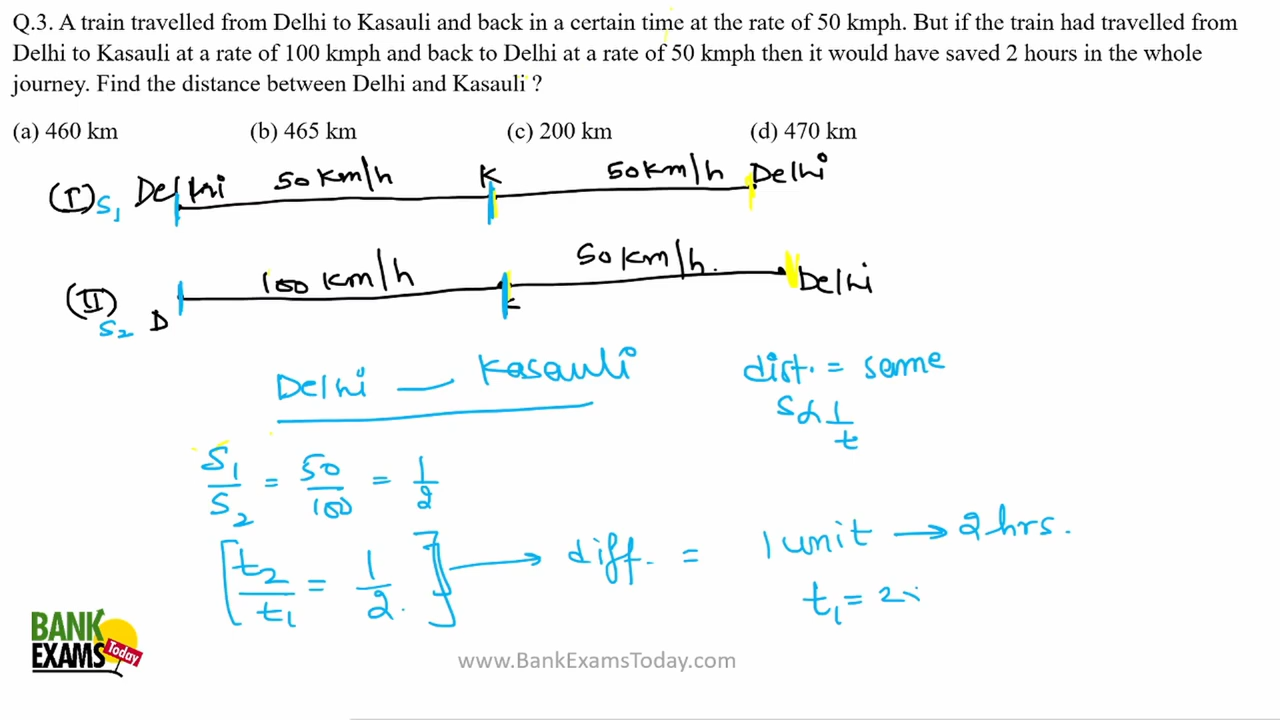 Q.3. A train travelled from Delhi to Kasauli and back in a certain time at the rate of 50 kmph. But if the train had travelled from
Delhi to Kasauli at a rate of 100 kmph and back to Delhi at a rate of 50 kmph then it would have saved 2 hours in the whole
journey. Find the distance between Delhi and Kasauli ?
(a) 460 km (b) 465 km (c) 200 km (d) 470 km
(I) S₁ Delhi 50 km/h K 50 km/h Delhi
(II) S₂ D 100 km/h K 50 km/h. Delhi
Delhi — Kasauli dist. = same
S α 1/t
S₁/S₂ = 50/100 = 1/2
[t₂/t₁ = 1/2.] → diff. = 1 unit → 2 hrs.
t₁ = 2
BANK
EXAMS Today
www.BankExamsToday.com